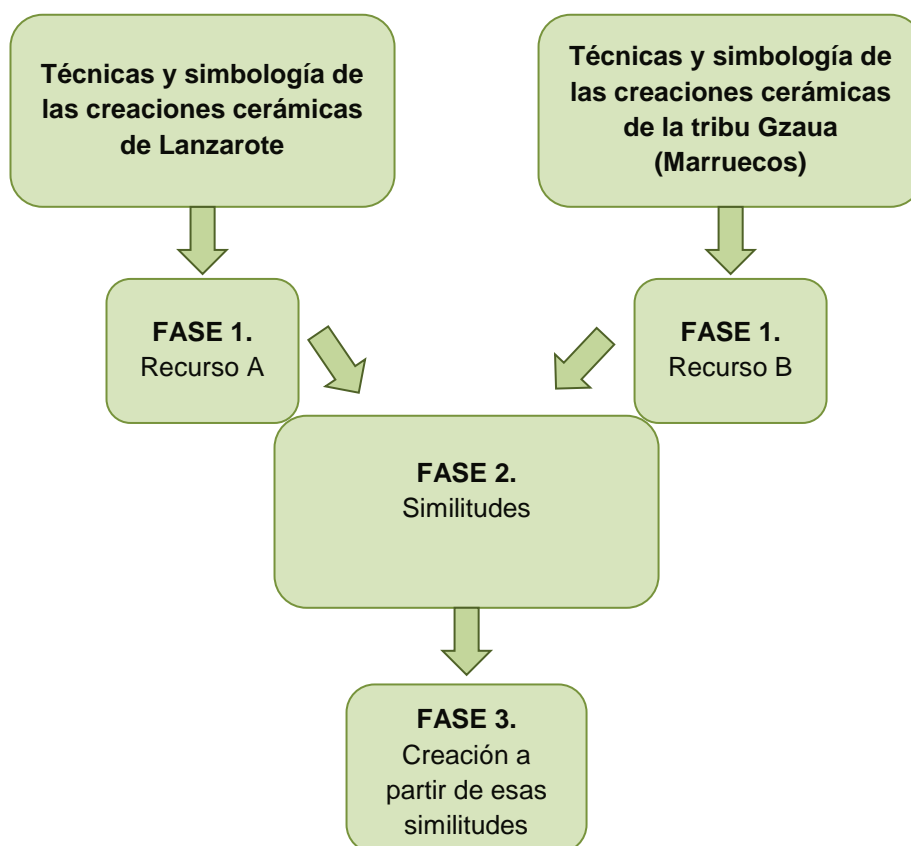 Técnicas y simbología de
las creaciones cerámicas
de Lanzarote
Técnicas y simbología de
las creaciones cerámicas
de la tribu Gzaua
(Marruecos)
FASE 1.
Recurso A
FASE 1.
Recurso B
FASE 2.
Similitudes
FASE 3.
Creación a
partir de esas
similitudes